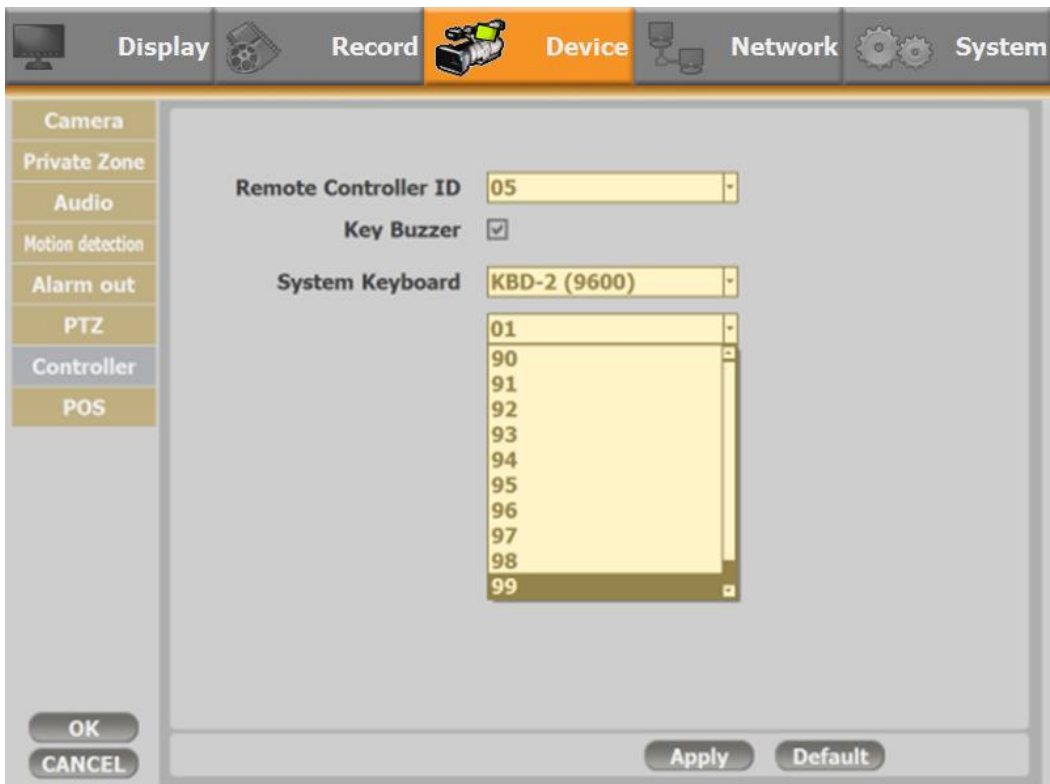 Display Record Device Network System
Camera
Private Zone
Audio
Motion detection
Alarm out
PTZ
Controller
POS
Remote Controller ID 05
Key Buzzer
System Keyboard KBD-2 (9600)
01
90
91
92
93
94
95
96
97
98
99
OK
CANCEL
Apply Default